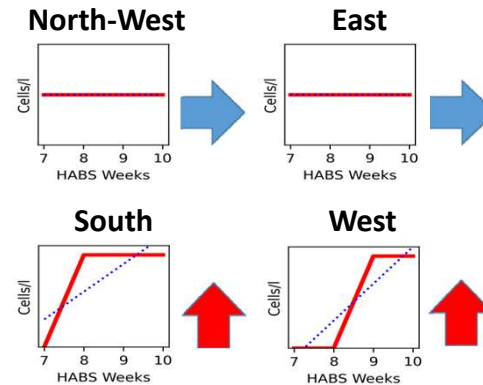 North-West
Cells/l
7 8 9 10
HABS Weeks
East
Cells/l
7 8 9 10
HABS Weeks
South
Cells/l
7 8 9 10
HABS Weeks
West
Cells/l
7 8 9 10
HABS Weeks